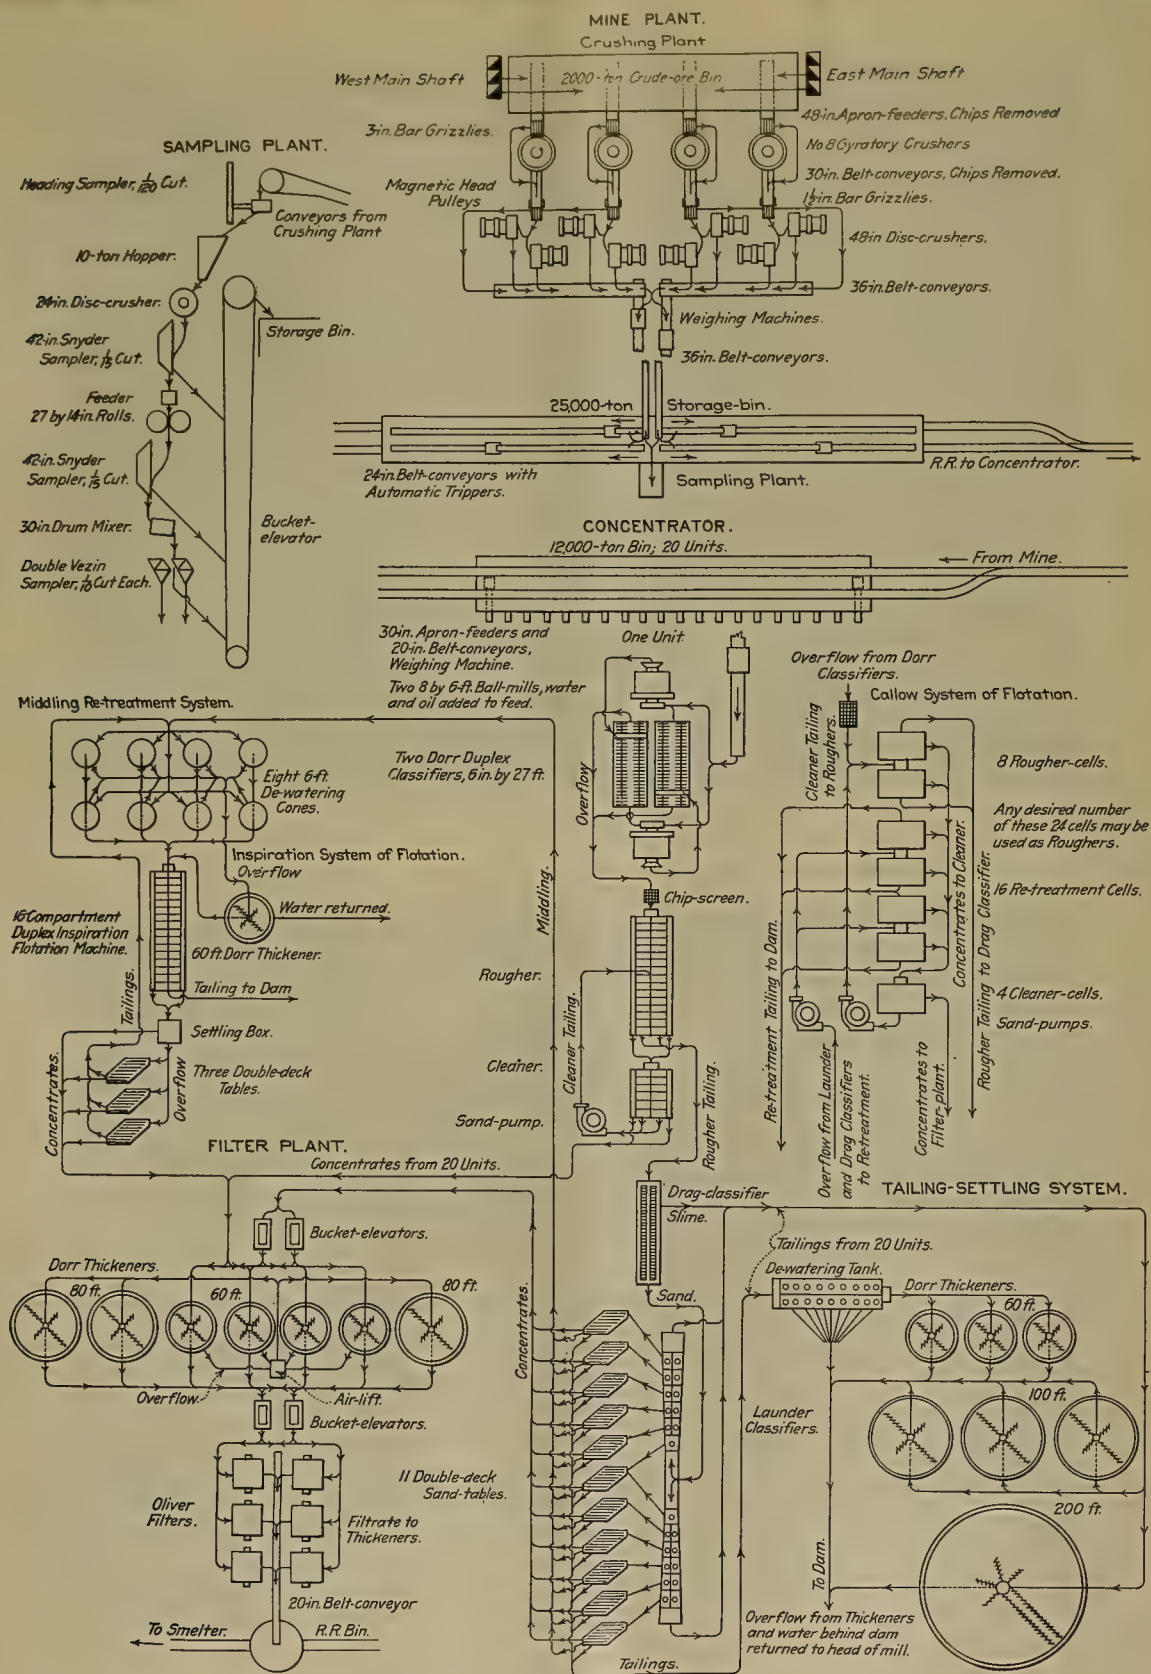 MINE PLANT.
Crushing Plant
West Main Shaft
2000-ton Crude-ore Bin
East Main Shaft
3-in. Bar Grizzlies.
48-in. Apron-feeders, Chips Removed
No 8 Gyratory Crushers
30-in. Belt-conveyors, Chips Removed.
Magnetic Head
Pulleys
1½-in. Bar Grizzlies.
48-in Disc-crushers.
36-in. Belt-conveyors.
Weighing Machines.
36-in. Belt-conveyors.
25,000-ton
Storage-bin.
24-in. Belt-conveyors with
Automatic Trippers.
Sampling Plant.
R.R. to Concentrator.
SAMPLING PLANT.
Heading Sampler, 1/120 Cut.
Conveyors from
Crushing Plant
10-ton Hopper.
24-in. Disc-crusher.
Storage Bin.
42-in. Snyder
Sampler, 1/15 Cut.
Feeder
27 by 14-in. Rolls.
42-in. Snyder
Sampler, 1/15 Cut.
30-in. Drum Mixer.
Bucket-
elevator
Double Vezin
Sampler, 1/10 Cut Each.
CONCENTRATOR.
12,000-ton Bin; 20 Units.
From Mine.
30-in. Apron-feeders and
20-in. Belt-conveyors,
Weighing Machine.
One Unit.
Two 8 by 6-ft. Ball-mills, water
and oil added to feed.
Two Dorr Duplex
Classifiers, 6 in. by 27 ft.
Overflow
Chip-screen.
Middling
Rougher.
Cleaner Tailing
Cleaner.
Sand-pump.
Rougher Tailing.
Overflow from Dorr
Classifiers.
Callow System of Flotation.
Cleaner Tailing
to Roughers.
8 Rougher-cells.
Any desired number
of these 24 cells may be
used as Roughers.
16 Re-treatment Cells.
Concentrates to Cleaner.
Rougher Tailing to Drag Classifier.
4 Cleaner-cells.
Sand-pumps.
Re-treatment Tailing to Dam.
Overflow from Launder
and Drag Classifiers
to Retreatment.
Concentrates to
Filter-plant.
Middling Re-treatment System.
Eight 6-ft.
De-watering
Cones.
Inspiration System of Flotation.
Overflow
Water returned.
16 Compartment
Duplex Inspiration
Flotation Machine.
60 ft. Dorr Thickener.
Tailing to Dam
Tailings.
Settling Box.
Three Double-deck
Tables.
Concentrates.
Overflow
FILTER PLANT.
Concentrates from 20 Units.
Bucket-elevators.
Dorr Thickeners.
80 ft.
60 ft.
80 ft.
Overflow
Air-lift.
Bucket-elevators.
Oliver
Filters.
Filtrate to
Thickeners.
20-in. Belt-conveyor
To Smelter.
R.R. Bin.
Drag-classifier
Slime.
Sand.
Concentrates.
11 Double-deck
Sand-tables.
Launder
Classifiers.
Tailings.
TAILING-SETTLING SYSTEM.
Tailings from 20 Units.
De-watering Tank.
Dorr Thickeners.
60 ft.
100 ft.
200 ft.
To Dam.
Overflow from Thickeners
and water behind dam
returned to head of mill.